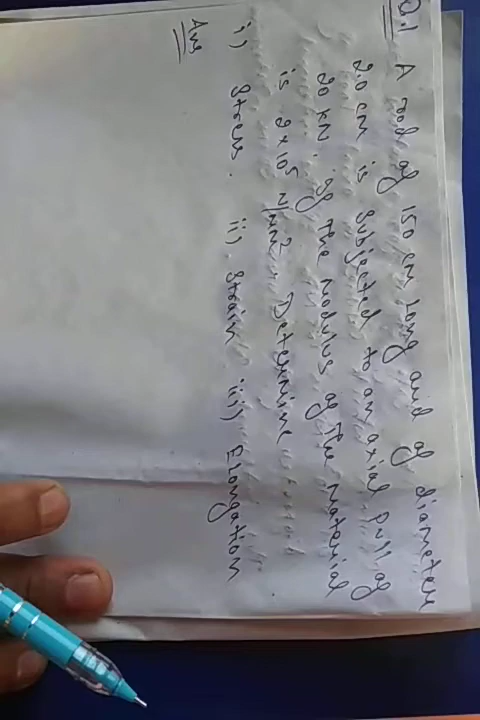 Q.1 A rod of 150 cm Long and of diameter
2.0 cm is subjected to an axial Pull of
20 kN. If the modulus of the material
is 2×10⁵ N/mm². Determine
i) Stress. ii). Strain iii) Elongation
Ans